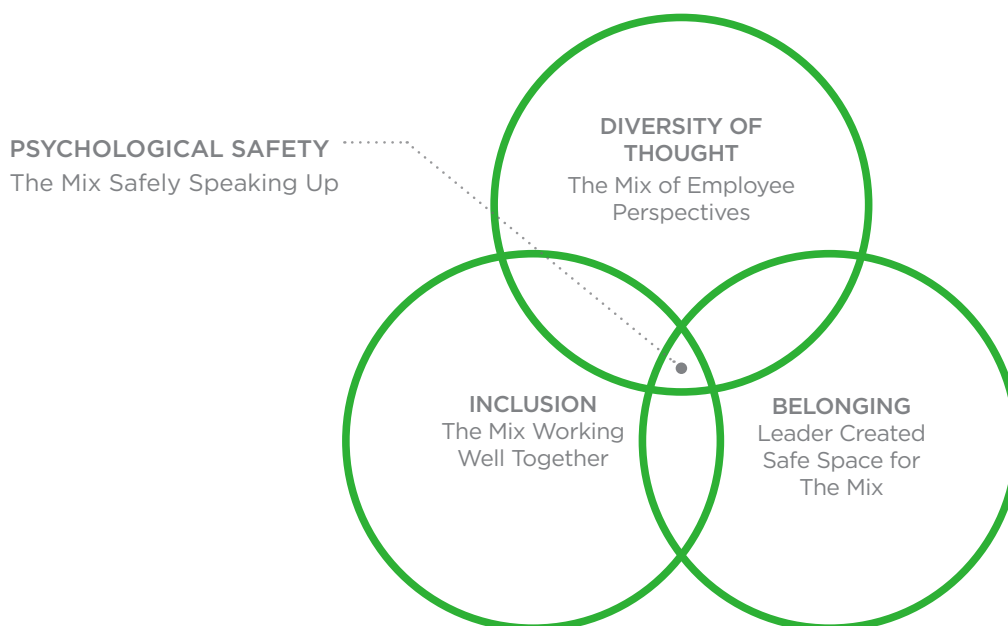 PSYCHOLOGICAL SAFETY
The Mix Safely Speaking Up
DIVERSITY OF
THOUGHT
The Mix of Employee
Perspectives
INCLUSION
The Mix Working
Well Together
BELONGING
Leader Created
Safe Space for
The Mix